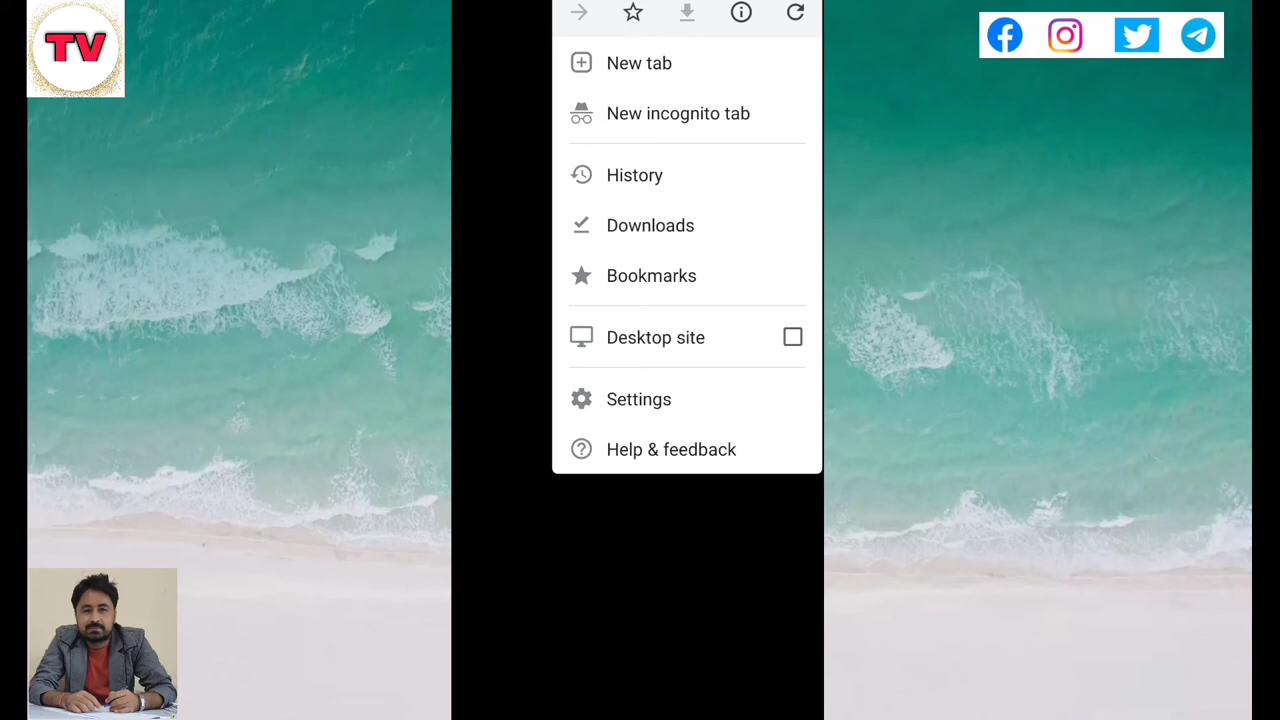 TV
New tab
New incognito tab
History
Downloads
Bookmarks
Desktop site
Settings
Help & feedback